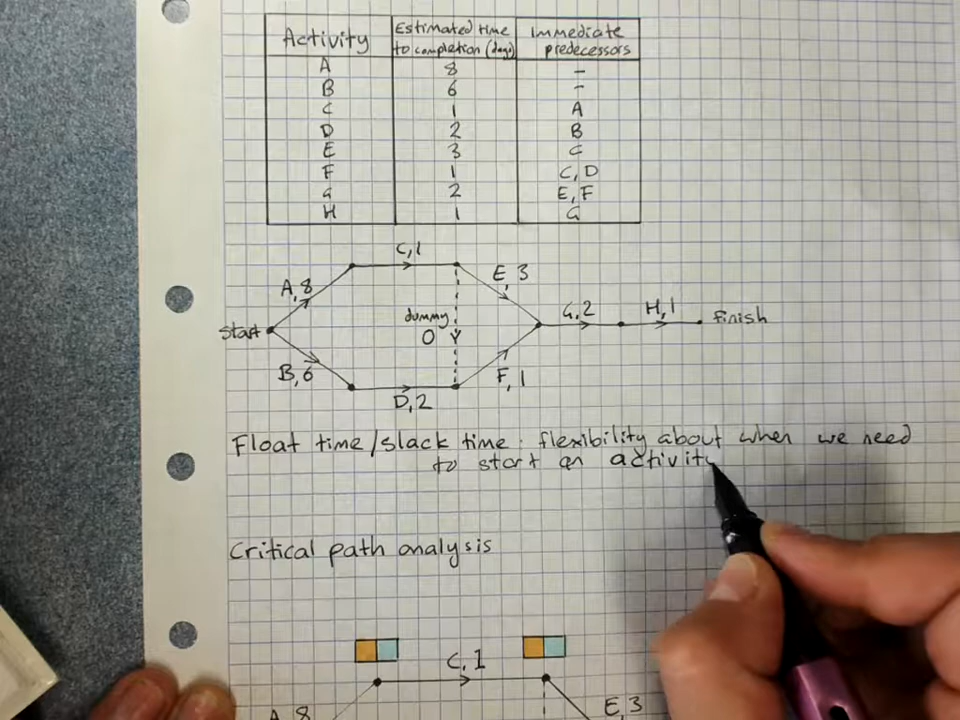 Activity Estimated time to completion (days) Immediate predecessors
A 8 -
B 6 -
C 1 A
D 2 B
E 3 C
F 1 C, D
G 2 E, F
H 1 G
C, 1
E, 3
A, 8
dummy
G, 2
H, 1
Start
0
Finish
B, 6
F, 1
D, 2
Float time/slack time: flexibility about when we need
to start an activity
Critical path analysis
C, 1
A, 8
E, 3